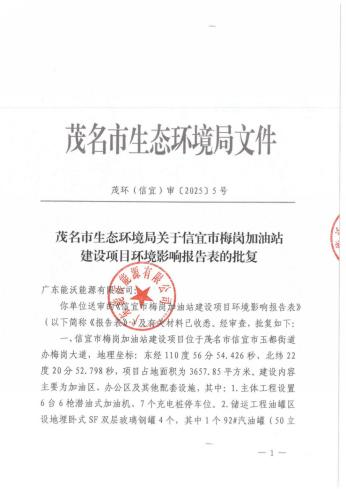 茂名市生态环境局文件
茂环（信宜）审〔2025〕5号
茂名市生态环境局关于信宜市梅岗加油站
建设项目环境影响报告表的批复
广东能沃能源有限公司：
你单位送审的《信宜市梅岗加油站建设项目环境影响报告表》
（以下简称《报告表》）及有关材料已收悉。经审查，批复如下：
一、信宜市梅岗加油站建设项目位于茂名市信宜市玉都街道
办梅岗大道，地理坐标：东经110度56分54.426秒，北纬22
度20分52.798秒，项目占地面积为3657.85平方米。建设内容
主要为加油区、办公区及其他配套设施，其中：1.主体工程设置
6台6枪潜油式加油机、7个充电桩停车位。2.储运工程油罐区
设地埋卧式SF双层玻璃钢罐4个，其中1个92#汽油罐（50立
—1—